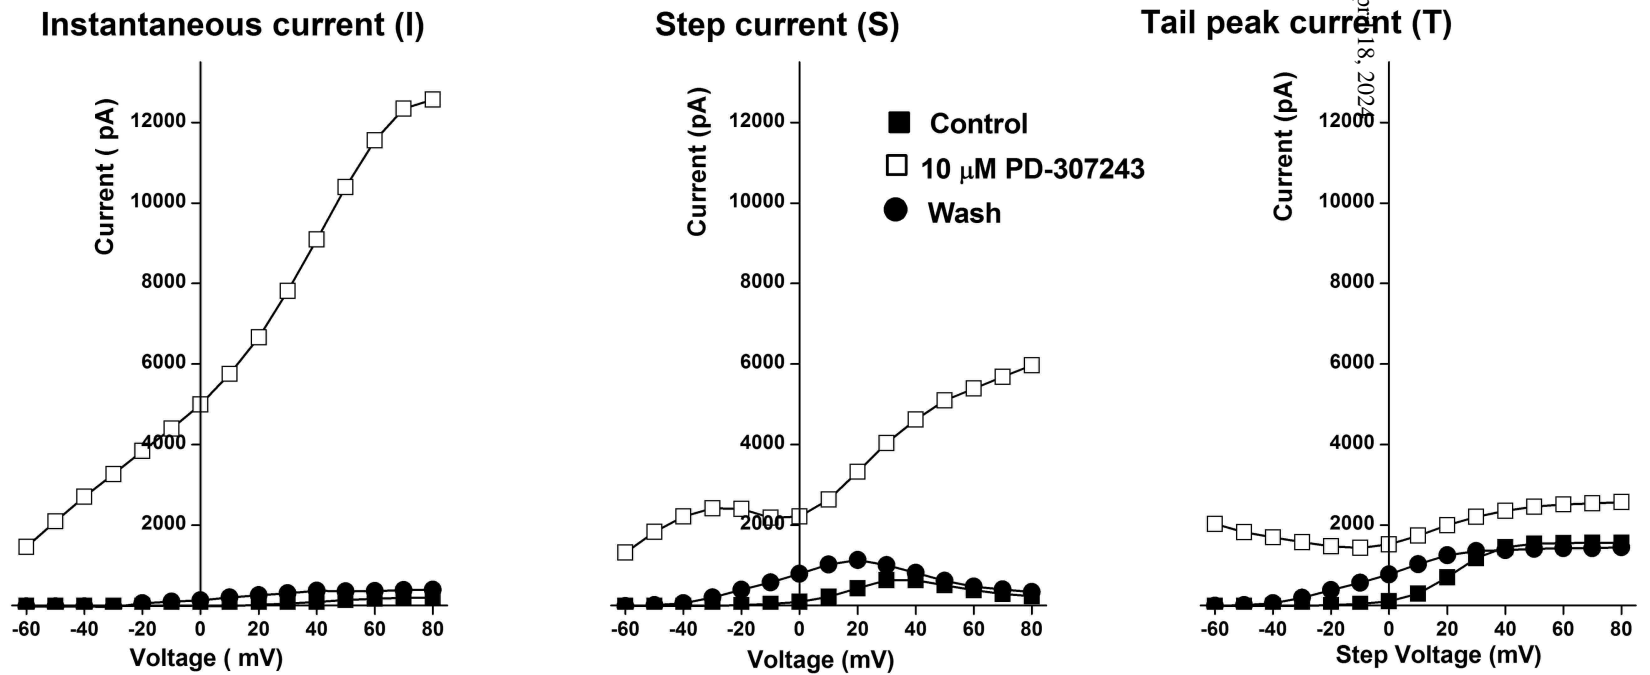 Instantaneous current (I)
Current ( pA)
12000
10000
8000
6000
4000
2000
-60 -40 -20 0 20 40 60 80
Voltage ( mV)
Step current (S)
Current (pA)
12000
10000
8000
6000
4000
2000
-60 -40 -20 0 20 40 60 80
Voltage (mV)
Control
10 μM PD-307243
Wash
Tail peak current (T)
18, 2024
Current (pA)
12000
10000
8000
6000
4000
2000
-60 -40 -20 0 20 40 60 80
Step Voltage (mV)